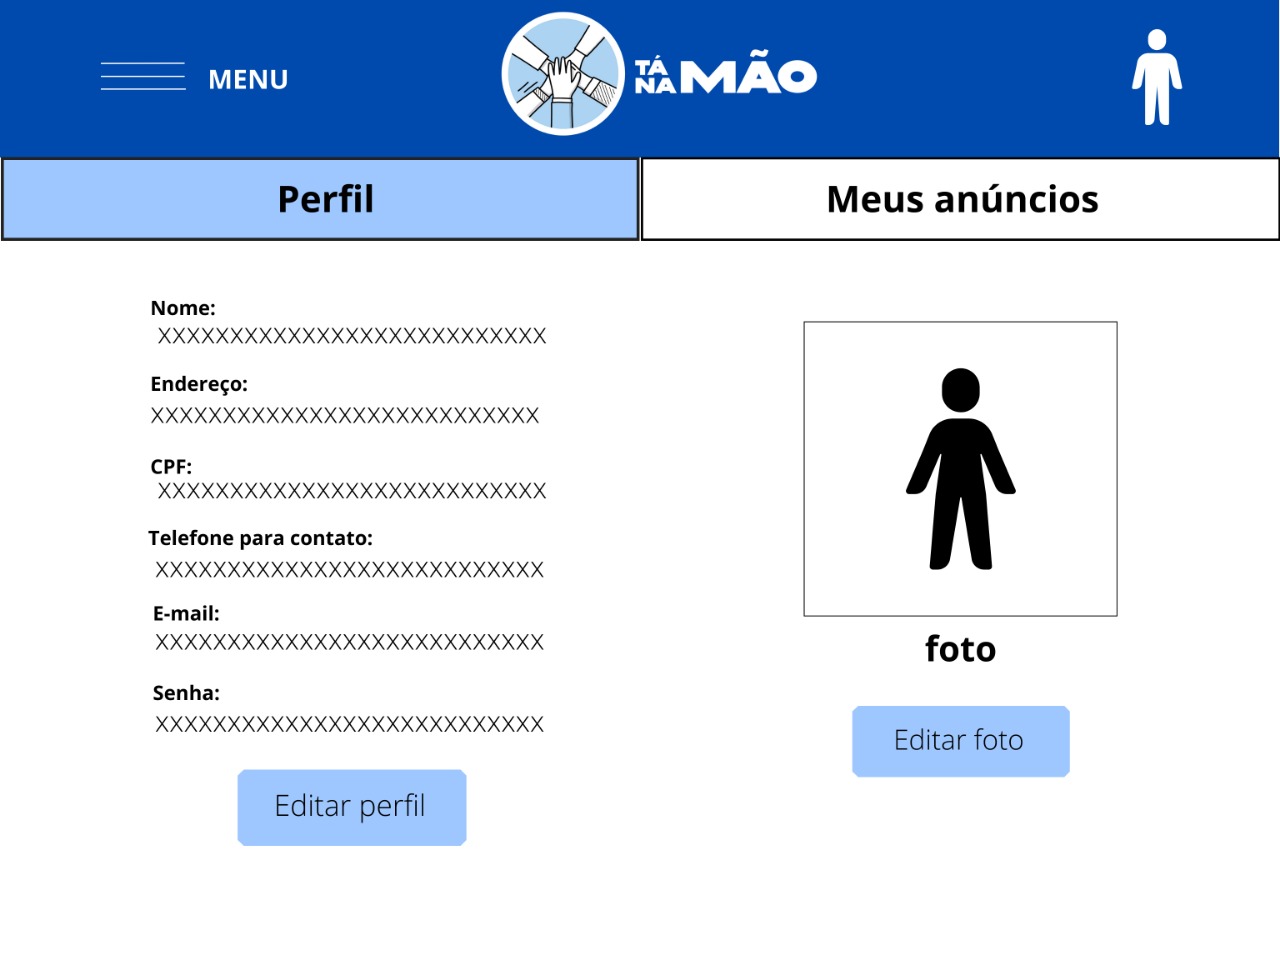 MENU
TÁ
NA MÃO
Perfil
Meus anúncios
Nome:
XXXXXXXXXXXXXXXXXXXXXXXXXXX
Endereço:
XXXXXXXXXXXXXXXXXXXXXXXXXXX
CPF:
XXXXXXXXXXXXXXXXXXXXXXXXXXX
Telefone para contato:
XXXXXXXXXXXXXXXXXXXXXXXXXXX
E-mail:
XXXXXXXXXXXXXXXXXXXXXXXXXXX
Senha:
XXXXXXXXXXXXXXXXXXXXXXXXXXX
Editar perfil
foto
Editar foto